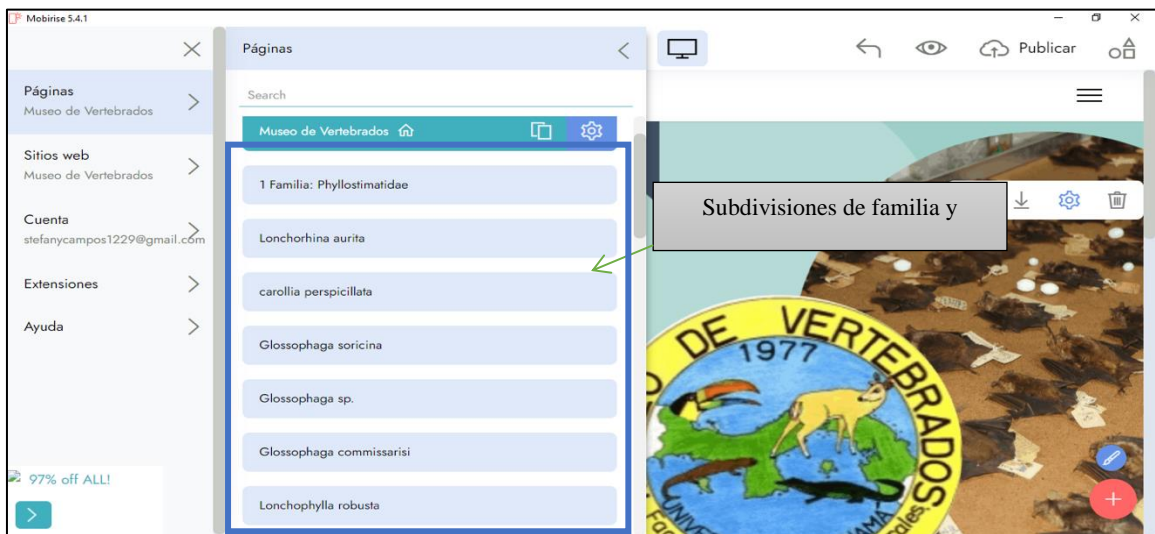 Mobirise 5.4.1
Páginas
Museo de Vertebrados
Sitios web
Museo de Vertebrados
Cuenta
stefanycampos1229@gmail.com
Extensiones
Ayuda
97% off ALL!
Páginas
Search
Museo de Vertebrados
1 Familia: Phyllostimatidae
Lonchorhina aurita
carollia perspicillata
Glossophaga soricina
Glossophaga sp.
Glossophaga commissarisi
Lonchophylla robusta
Publicar
Subdivisiones de familia y
DE VERTEBRADOS
1977